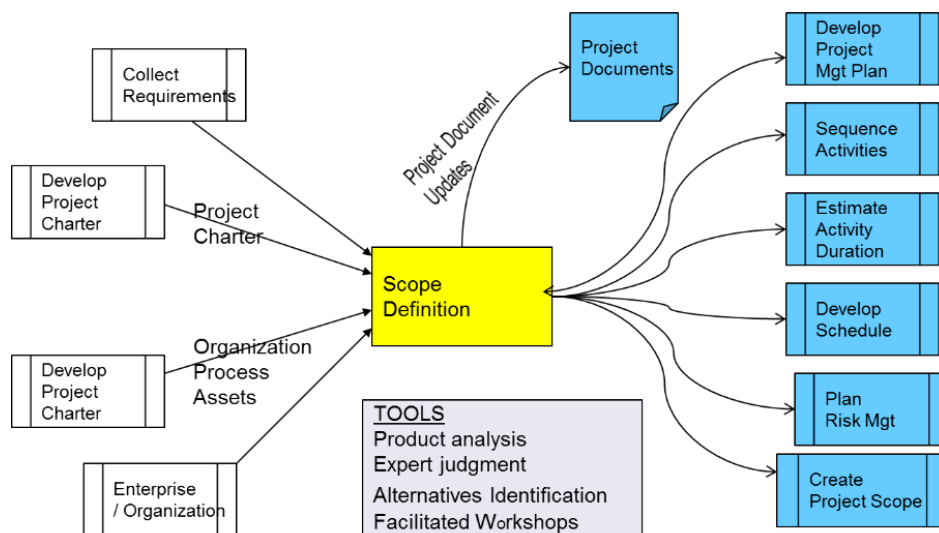 Collect
Requirements
Develop
Project
Charter
Project
Charter
Develop
Project
Charter
Organization
Process
Assets
Enterprise
/ Organization
Scope
Definition
Project Document
Updates
Project
Documents
TOOLS
Product analysis
Expert judgment
Alternatives Identification
Facilitated Workshops
Develop
Project
Mgt Plan
Sequence
Activities
Estimate
Activity
Duration
Develop
Schedule
Plan
Risk Mgt
Create
Project Scope